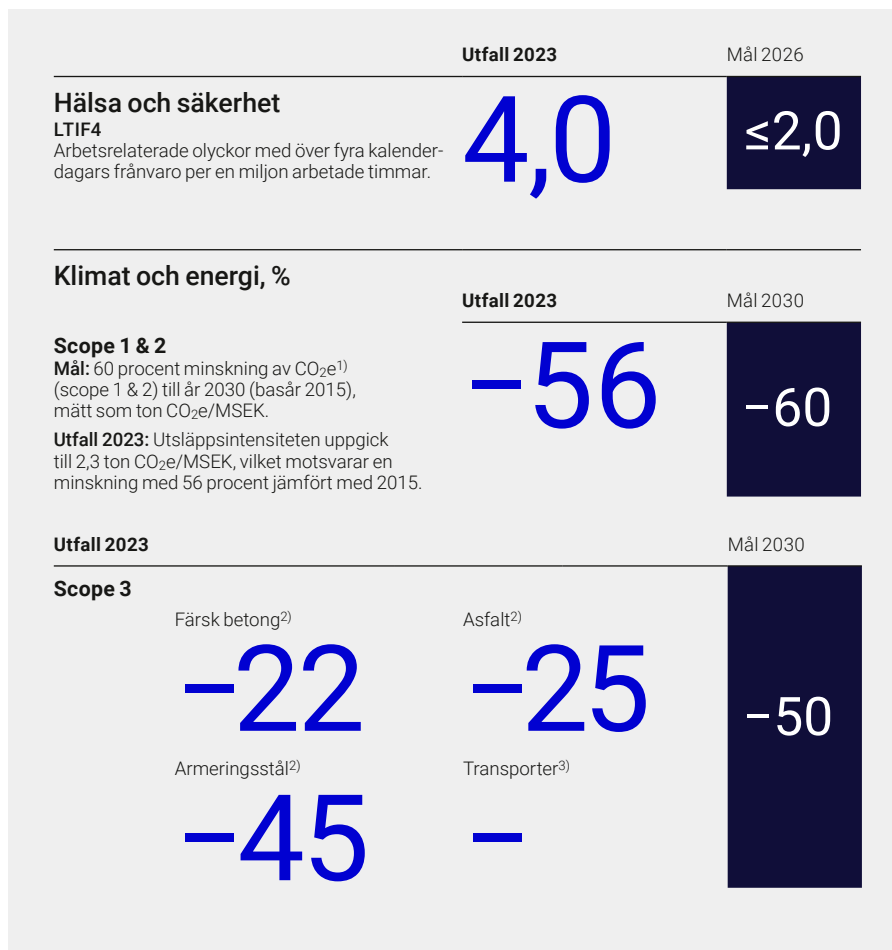 Utfall 2023 Mål 2026
Hälsa och säkerhet
LTIF4
Arbetsrelaterade olyckor med över fyra kalender-
dagars frånvaro per en miljon arbetade timmar.
4,0
≤2,0
Klimat och energi, %
Utfall 2023 Mål 2030
Scope 1 & 2
Mål: 60 procent minskning av CO₂e¹⁾
(scope 1 & 2) till år 2030 (basår 2015),
mätt som ton CO₂e/MSEK.
Utfall 2023: Utsläppsintensiteten uppgick
till 2,3 ton CO₂e/MSEK, vilket motsvarar en
minskning med 56 procent jämfört med 2015.
−56
−60
Utfall 2023 Mål 2030
Scope 3
Färsk betong²⁾ Asfalt²⁾
−22 −25
−50
Armeringsstål²⁾ Transporter³⁾
−45 −